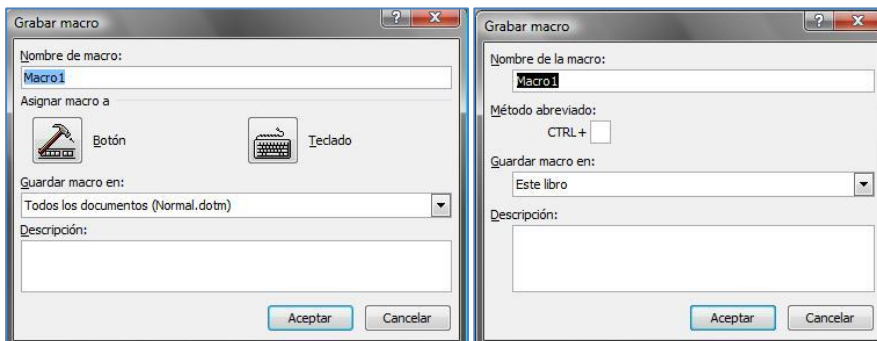 Grabar macro
Nombre de macro:
Macro1
Asignar macro a
Botón
Teclado
Guardar macro en:
Todos los documentos (Normal.dotm)
Descripción:
Aceptar
Cancelar
Grabar macro
Nombre de la macro:
Macro1
Método abreviado:
CTRL+
Guardar macro en:
Este libro
Descripción:
Aceptar
Cancelar